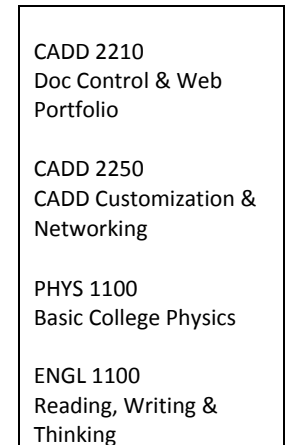 CADD 2210
Doc Control & Web
Portfolio
CADD 2250
CADD Customization &
Networking
PHYS 1100
Basic College Physics
ENGL 1100
Reading, Writing &
Thinking